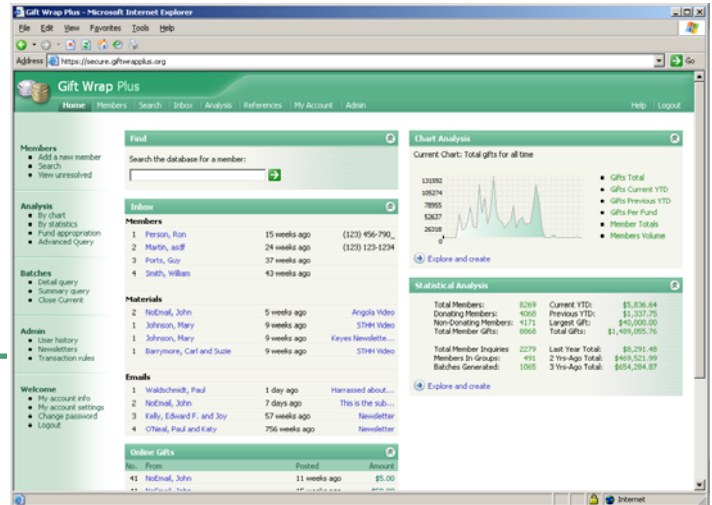 Gift Wrap Plus - Microsoft Internet Explorer
File Edit View Favorites Tools Help
Address https://secure.giftwrapplus.org Go
Gift Wrap Plus
Home Members Search Inbox Analysis References My Account Admin Help Logout
Members
Add a new member
Search
View unresolved
Analysis
By chart
By statistics
Fund appropriation
Advanced Query
Batches
Detail query
Summary query
Close Current
Admin
User history
Newsletters
Transaction rules
Welcome
My account info
My account settings
Change password
Logout
Find
Search the database for a member:
Inbox
Members
1 Person, Ron 15 weeks ago (123) 456-790_
2 Martin, asdf 24 weeks ago (123) 123-1234
3 Ports, Guy 37 weeks ago
4 Smith, William 43 weeks ago
Materials
2 NoEmail, John 5 weeks ago Angola Video
1 Johnson, Mary 9 weeks ago STHH Video
1 Johnson, Mary 9 weeks ago Keyes Newslette...
1 Barrymore, Carl and Suzie 9 weeks ago STHH Video
Emails
1 Waldschmidt, Paul 1 day ago Harrassed about...
2 NoEmail, John 7 days ago This is the sub...
3 Kelly, Edward F. and Joy 57 weeks ago Newsletter
4 O'Neal, Paul and Katy 756 weeks ago Newsletter
Online Gifts
No. From Posted Amount
41 NoEmail, John 11 weeks ago $5.00
Chart Analysis
Current Chart: Total gifts for all time
131592
105274
78955
52637
26318
0
Gifts Total
Gifts Current YTD
Gifts Previous YTD
Gifts Per Fund
Member Totals
Members Volume
Explore and create
Statistical Analysis
Total Members: 8269 Current YTD: $5,836.64
Donating Members: 4068 Previous YTD: $1,337.75
Non-Donating Members: 4171 Largest Gift: $40,000.00
Total Member Gifts: 8868 Total Gifts: $1,409,055.76
Total Member Inquiries 2279 Last Year Total: $8,291.48
Members In Groups: 491 2 Yrs-Ago Total: $469,521.99
Batches Generated: 1065 3 Yrs-Ago Total: $654,284.87
Explore and create
Internet